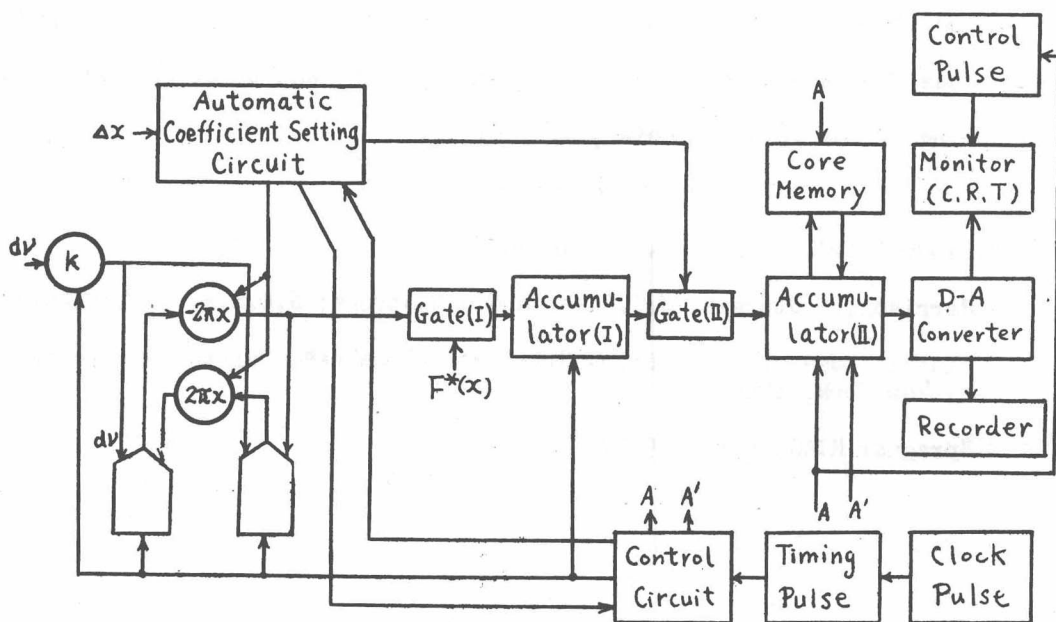 Control
Pulse
Automatic
Coefficient Setting
Circuit
Δx
A
Core
Memory
Monitor
(C.R.T)
dν
K
-2πx
Gate(I)
Accumu-
lator(I)
Gate(II)
Accumu-
lator(II)
D-A
Converter
F*(x)
2πx
Recorder
dν
A
A'
A
A'
Control
Circuit
Timing
Pulse
Clock
Pulse